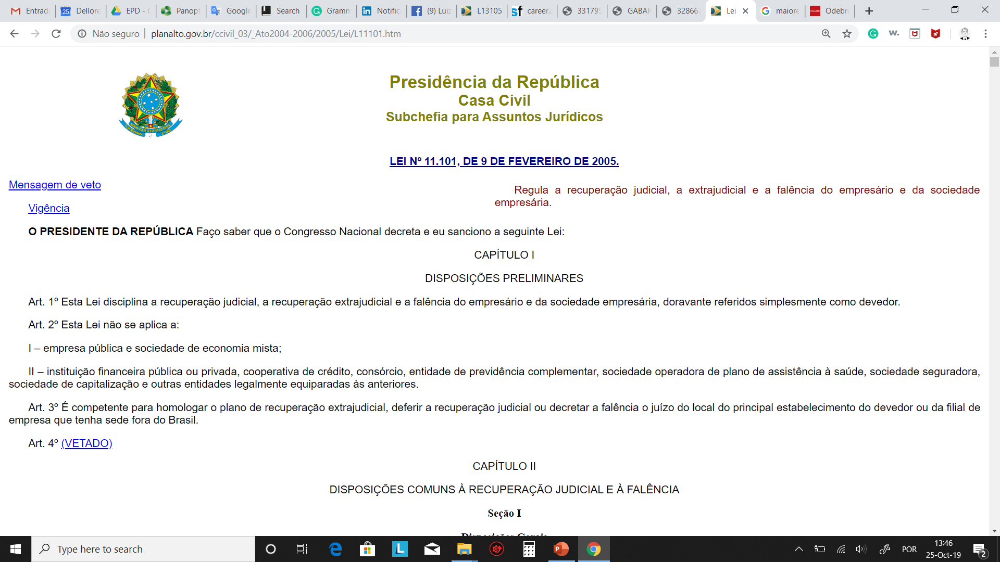 Entrada Dellore EPD - Panopt Google Search Gramm Notific (9) Luiz L13105 career2 331795 GABAR 328667 Lei maiore Odebre
Não seguro planalto.gov.br/ccivil_03/_Ato2004-2006/2005/Lei/L11101.htm
Presidência da República
Casa Civil
Subchefia para Assuntos Jurídicos
LEI Nº 11.101, DE 9 DE FEVEREIRO DE 2005.
Mensagem de veto
Vigência
Regula a recuperação judicial, a extrajudicial e a falência do empresário e da sociedade
empresária.
O PRESIDENTE DA REPÚBLICA Faço saber que o Congresso Nacional decreta e eu sanciono a seguinte Lei:
CAPÍTULO I
DISPOSIÇÕES PRELIMINARES
Art. 1º Esta Lei disciplina a recuperação judicial, a recuperação extrajudicial e a falência do empresário e da sociedade empresária, doravante referidos simplesmente como devedor.
Art. 2º Esta Lei não se aplica a:
I – empresa pública e sociedade de economia mista;
II – instituição financeira pública ou privada, cooperativa de crédito, consórcio, entidade de previdência complementar, sociedade operadora de plano de assistência à saúde, sociedade seguradora,
sociedade de capitalização e outras entidades legalmente equiparadas às anteriores.
Art. 3º É competente para homologar o plano de recuperação extrajudicial, deferir a recuperação judicial ou decretar a falência o juízo do local do principal estabelecimento do devedor ou da filial de
empresa que tenha sede fora do Brasil.
Art. 4º (VETADO)
CAPÍTULO II
DISPOSIÇÕES COMUNS À RECUPERAÇÃO JUDICIAL E À FALÊNCIA
Seção I
Disposições Gerais
Type here to search
POR
13:46
25-Oct-19
2